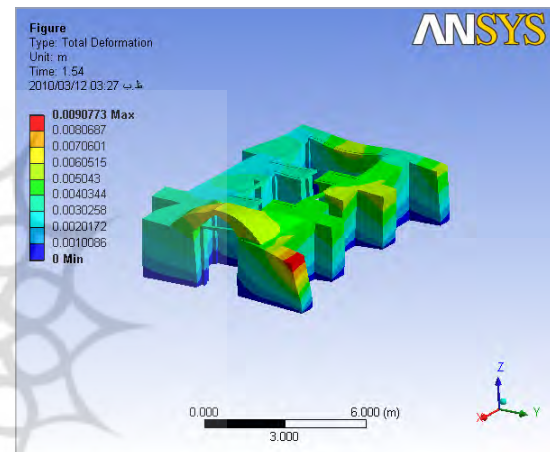 Figure
ANSYS
Type: Total Deformation
Unit: m
Time: 1.54
2010/03/12 03:27 ب.ظ
0.0090773 Max
0.0080687
0.0070601
0.0060515
0.005043
0.0040344
0.0030258
0.0020172
0.0010086
0 Min
0.000
6.000 (m)
3.000
Z
X
Y